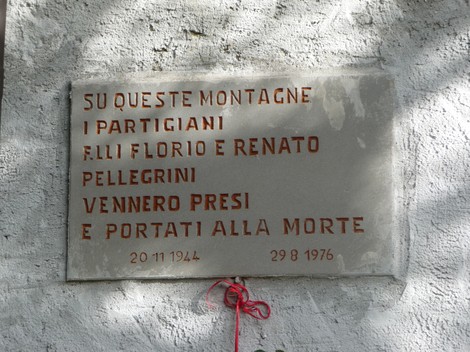 SU QUESTE MONTAGNE
I PARTIGIANI
F.LLI FLORIO E RENATO
PELLEGRINI
VENNERO PRESI
E PORTATI ALLA MORTE
20 11 1944 29 8 1976